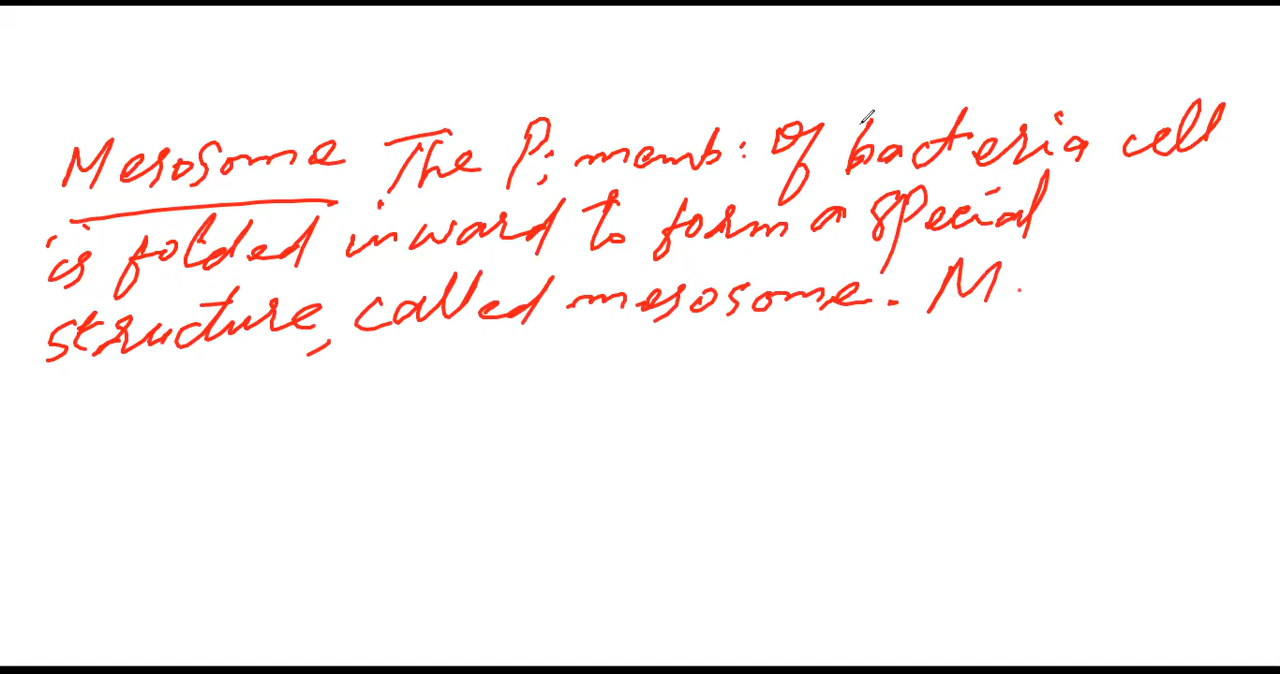 Mesosome The P; memb: Of bacteria cell
is folded inward to form a special
structure, called mesosome. M.